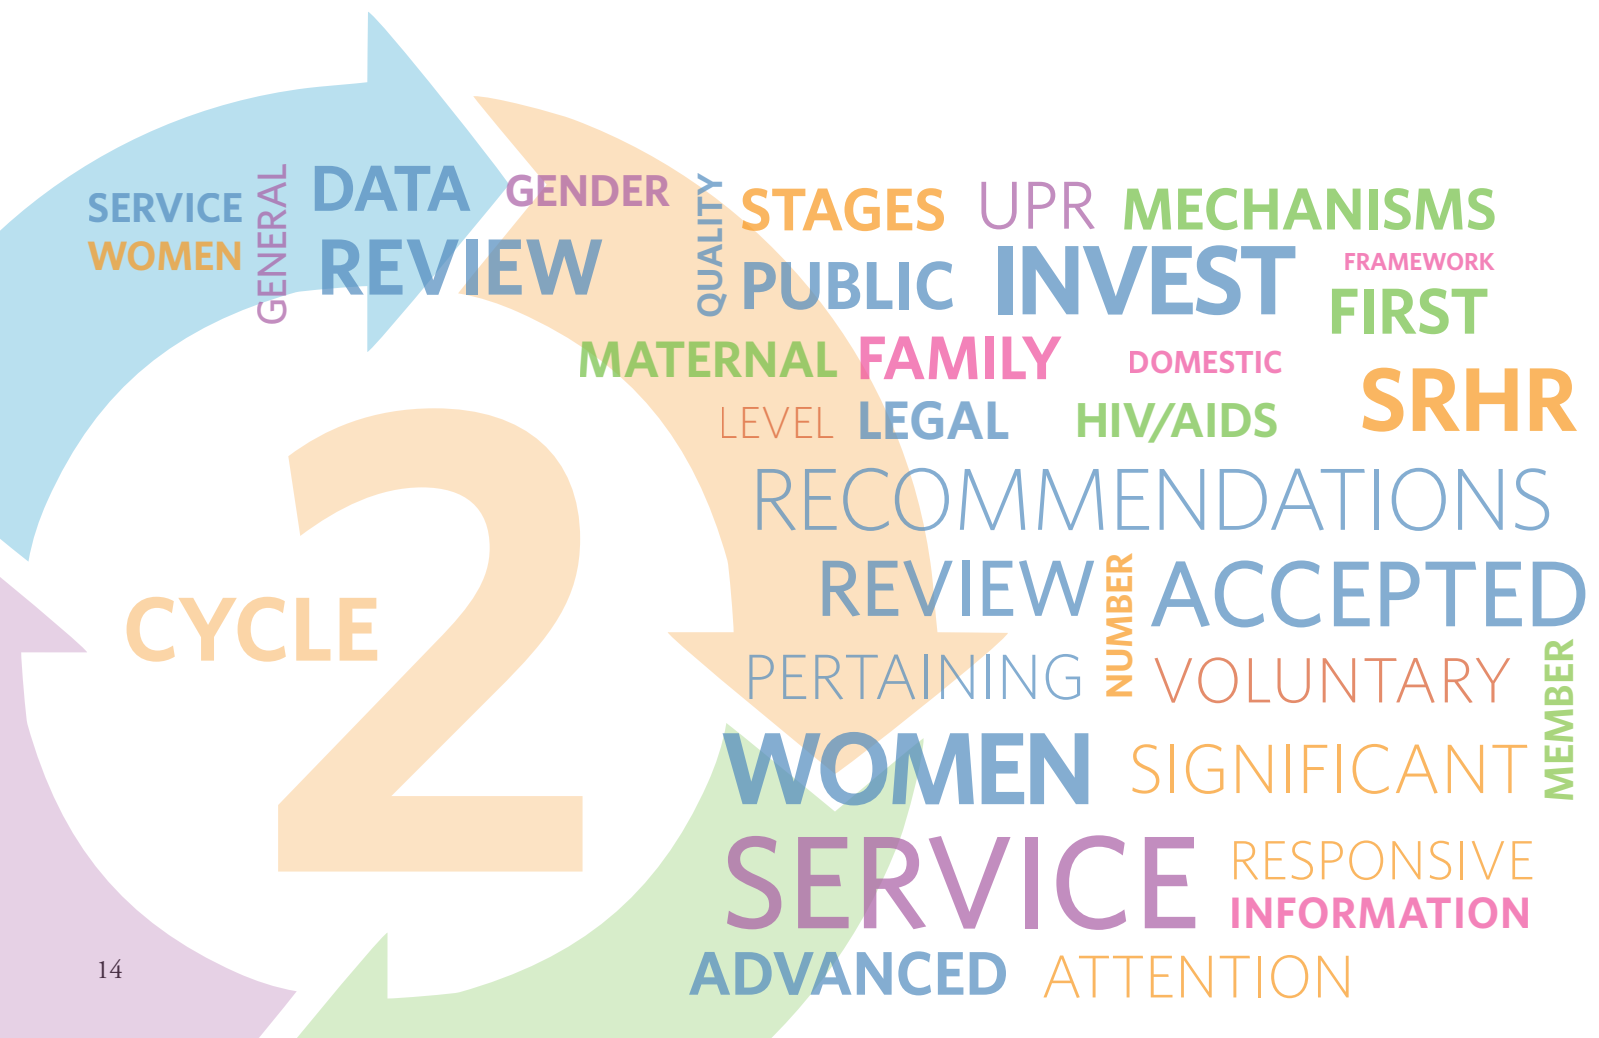 SERVICE
WOMEN
GENERAL
DATA
REVIEW
GENDER
QUALITY
STAGES UPR MECHANISMS
PUBLIC INVEST FRAMEWORK
FIRST
MATERNAL FAMILY DOMESTIC
SRHR
LEVEL LEGAL HIV/AIDS
RECOMMENDATIONS
REVIEW NUMBER ACCEPTED
CYCLE 2
PERTAINING VOLUNTARY
MEMBER
WOMEN SIGNIFICANT
SERVICE RESPONSIVE
INFORMATION
ADVANCED ATTENTION
14